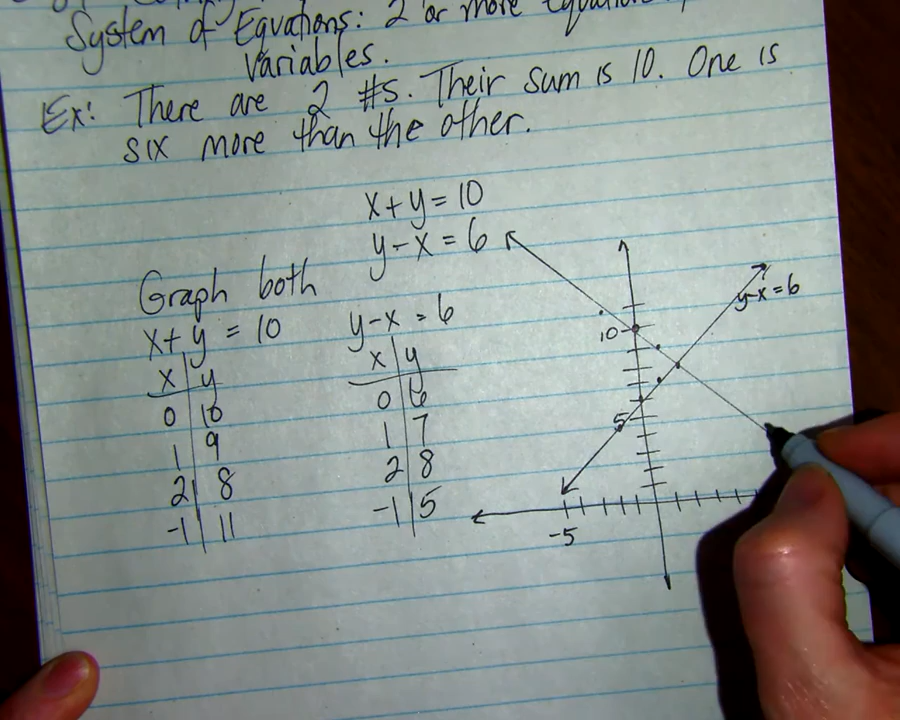 System of Equations: 2 or more
Variables.
Ex: There are 2 #s. Their sum is 10. One is
six more than the other.
x+y=10
y-x=6
Graph both
x+y=10
x y
0 10
1 9
2 8
-1 11
y-x=6
x y
0 6
1 7
2 8
-1 5
y-x=6
10
5
-5